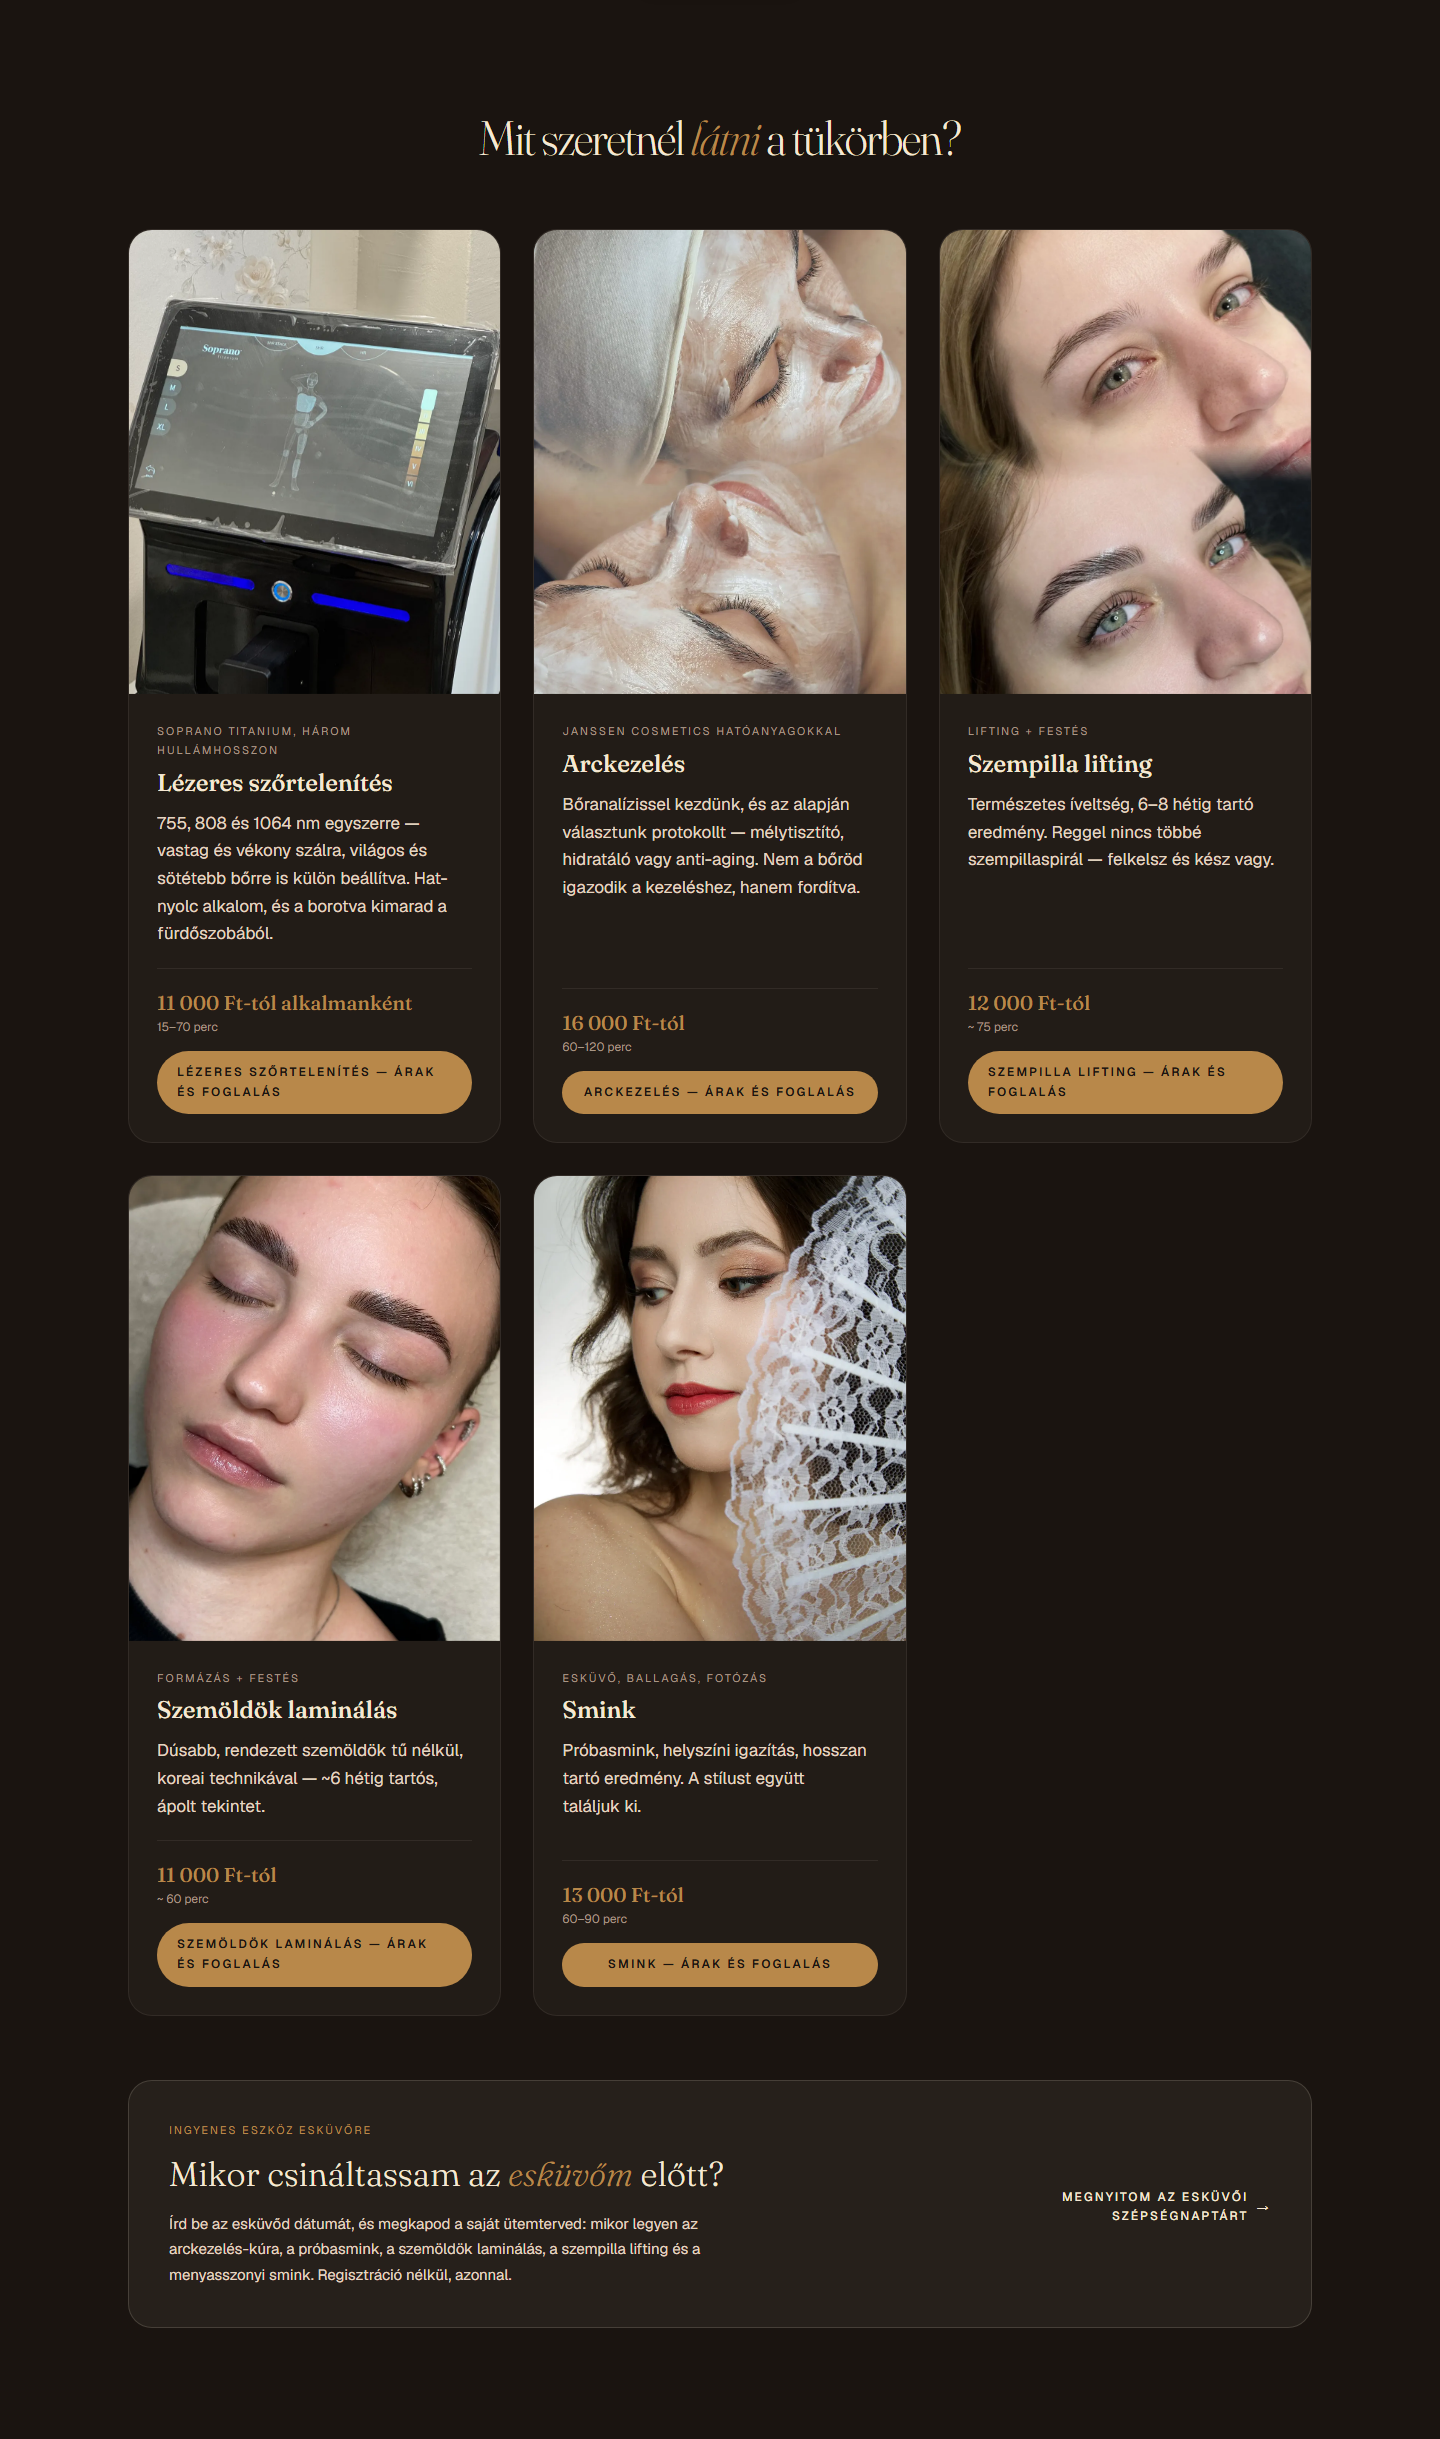 Mit szeretnél látni a tükörben?
Soprano
TITANIUM
S
M
L
XL
V
VI
SOPRANO TITANIUM, HÁROM
HULLÁMHOSSZON
Lézeres szőrtelenítés
755, 808 és 1064 nm egyszerre —
vastag és vékony szálra, világos és
sötétebb bőrre is külön beállítva. Hat-
nyolc alkalom, és a borotva kimarad a
fürdőszobából.
11 000 Ft-tól alkalmanként
15–70 perc
LÉZERES SZŐRTELENÍTÉS — ÁRAK
ÉS FOGLALÁS
JANSSEN COSMETICS HATÓANYAGOKKAL
Arckezelés
Bőranalízissel kezdünk, és az alapján
választunk protokollt — mélytisztító,
hidratáló vagy anti-aging. Nem a bőröd
igazodik a kezeléshez, hanem fordítva.
16 000 Ft-tól
60–120 perc
ARCKEZELÉS — ÁRAK ÉS FOGLALÁS
LIFTING + FESTÉS
Szempilla lifting
Természetes íveltség, 6–8 hétig tartó
eredmény. Reggel nincs többé
szempillaspirál — felkelsz és kész vagy.
12 000 Ft-tól
~ 75 perc
SZEMPILLA LIFTING — ÁRAK ÉS
FOGLALÁS
FORMÁZÁS + FESTÉS
Szemöldök laminálás
Dúsabb, rendezett szemöldök tű nélkül,
koreai technikával — ~6 hétig tartós,
ápolt tekintet.
11 000 Ft-tól
~ 60 perc
SZEMÖLDÖK LAMINÁLÁS — ÁRAK
ÉS FOGLALÁS
ESKÜVŐ, BALLAGÁS, FOTÓZÁS
Smink
Próbasmink, helyszíni igazítás, hosszan
tartó eredmény. A stílust együtt
találjuk ki.
13 000 Ft-tól
60–90 perc
SMINK — ÁRAK ÉS FOGLALÁS
INGYENES ESZKÖZ ESKÜVŐRE
Mikor csináltassam az esküvőm előtt?
Írd be az esküvőd dátumát, és megkapod a saját ütemterved: mikor legyen az
arckezelés-kúra, a próbasmink, a szemöldök laminálás, a szempilla lifting és a
menyasszonyi smink. Regisztráció nélkül, azonnal.
MEGNYITOM AZ ESKÜVŐI
SZÉPSÉGNAPTÁRT →